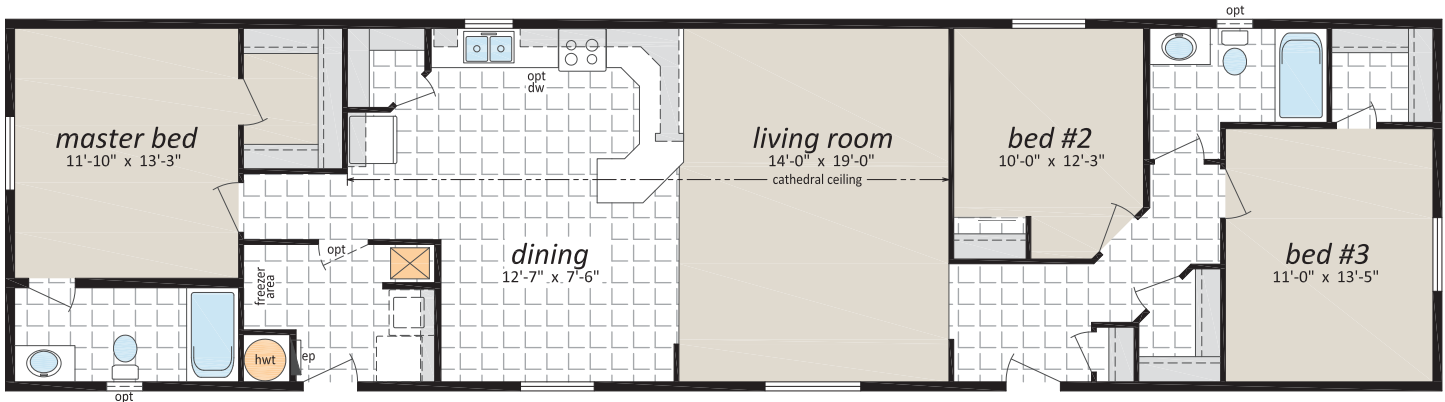 opt
opt
dw
master bed
11'-10" x 13'-3"
living room
14'-0" x 19'-0"
cathedral ceiling
bed #2
10'-0" x 12'-3"
opt
dining
12'-7" x 7'-6"
bed #3
11'-0" x 13'-5"
freezer
area
hwt
ep
opt